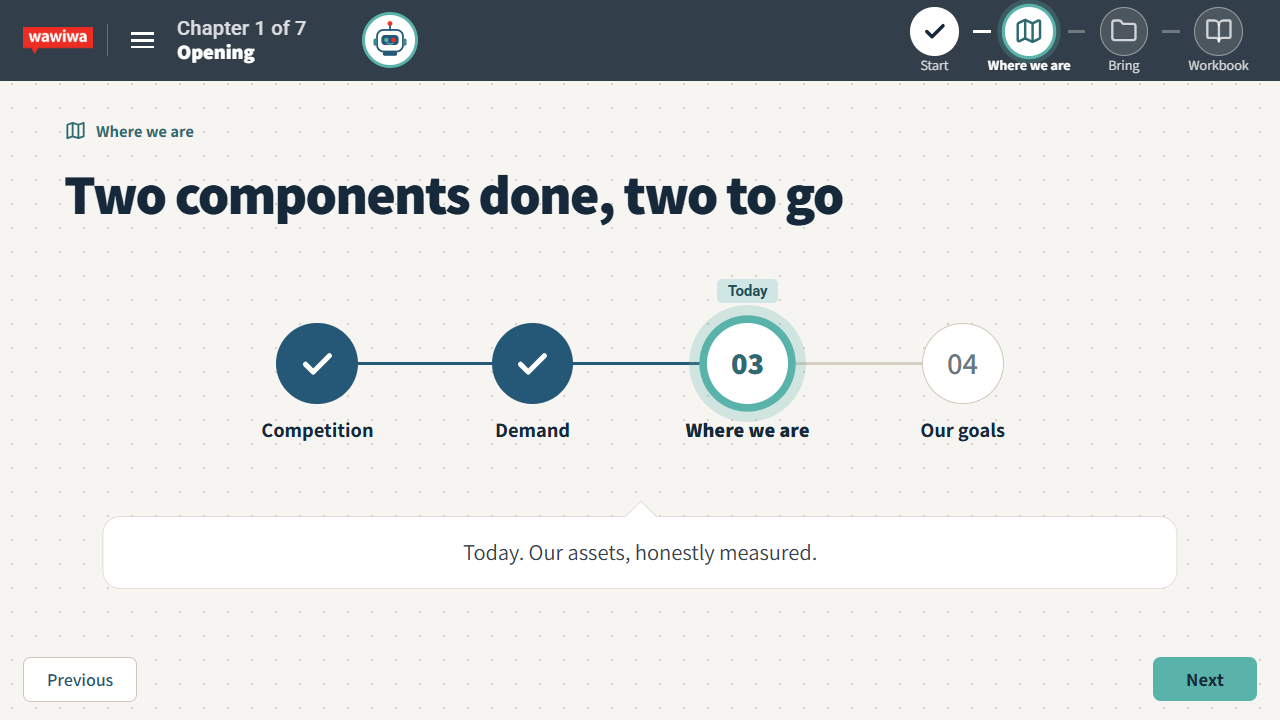 wawiwa
Chapter 1 of 7
Opening
Start
Where we are
Bring
Workbook
Where we are
Two components done, two to go
Today
03
04
Competition
Demand
Where we are
Our goals
Today. Our assets, honestly measured.
Previous
Next